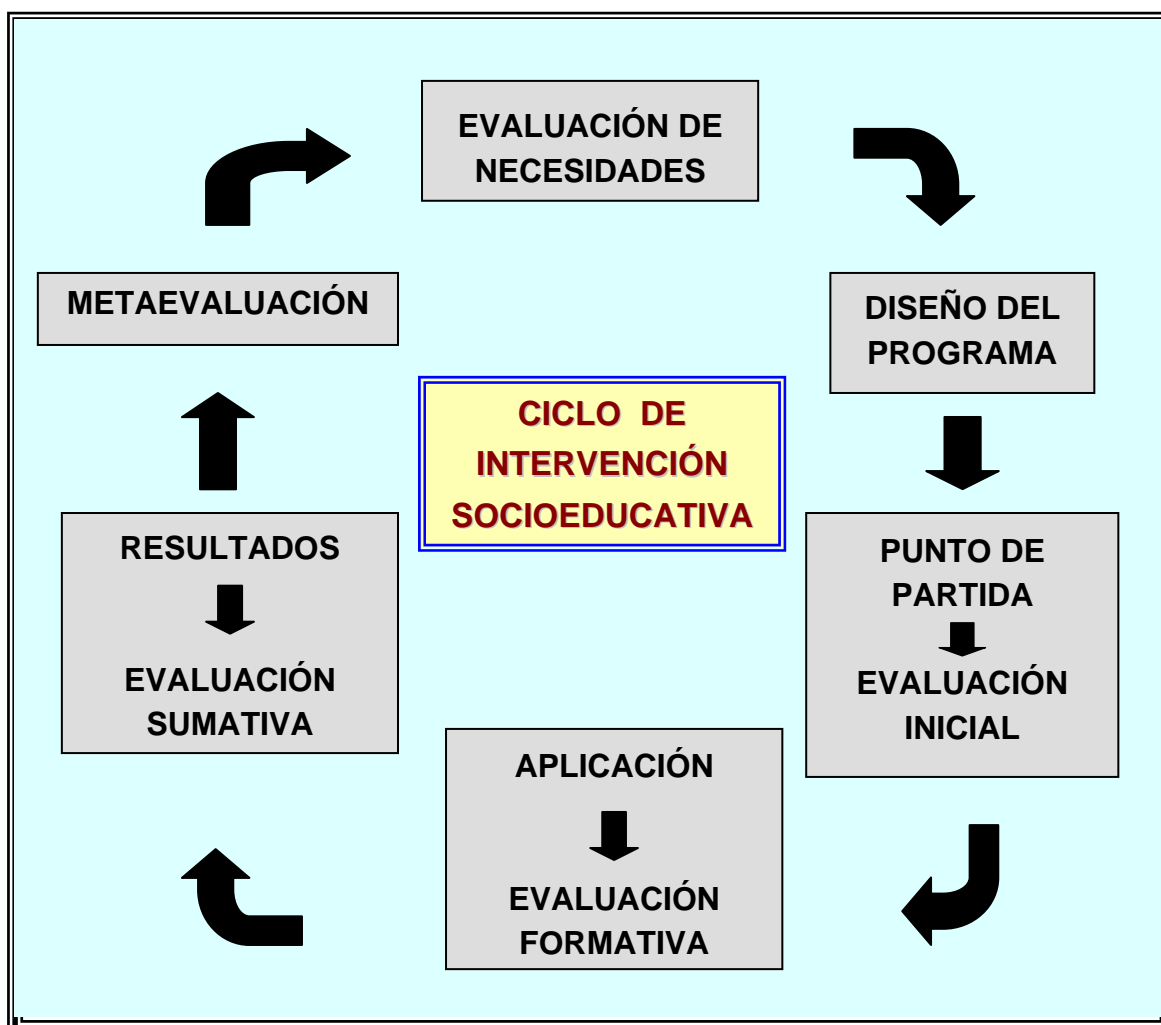 EVALUACIÓN DE
NECESIDADES
METAEVALUACIÓN
DISEÑO DEL
PROGRAMA
CICLO DE
INTERVENCIÓN
SOCIOEDUCATIVA
RESULTADOS
EVALUACIÓN
SUMATIVA
PUNTO DE
PARTIDA
EVALUACIÓN
INICIAL
APLICACIÓN
EVALUACIÓN
FORMATIVA